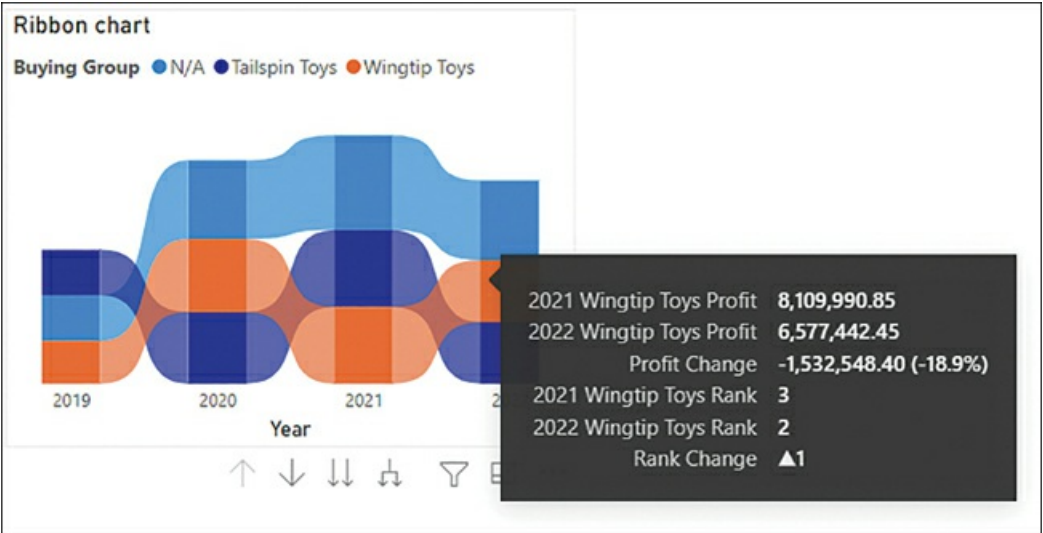 Ribbon chart
Buying Group N/A Tailspin Toys Wingtip Toys
2021 Wingtip Toys Profit 8,109,990.85
2022 Wingtip Toys Profit 6,577,442.45
Profit Change -1,532,548.40 (-18.9%)
2021 Wingtip Toys Rank 3
2022 Wingtip Toys Rank 2
Rank Change ▲1
2019 2020 2021
Year